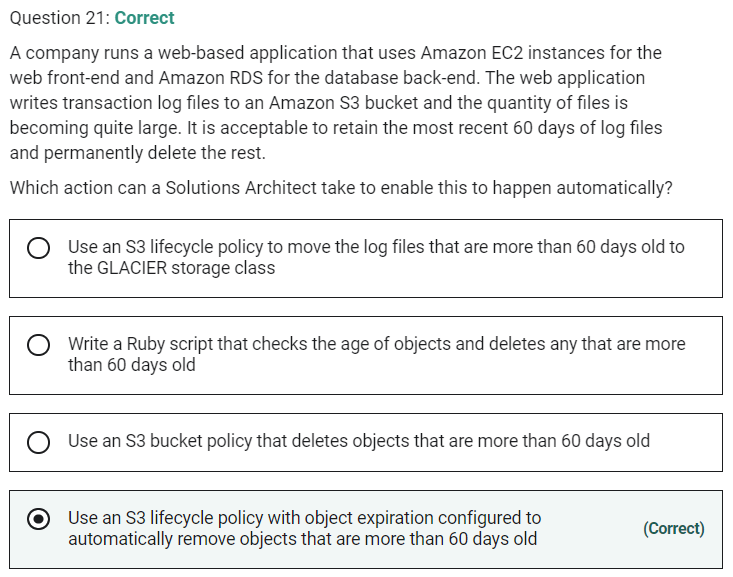 Question 21: Correct
A company runs a web-based application that uses Amazon EC2 instances for the
web front-end and Amazon RDS for the database back-end. The web application
writes transaction log files to an Amazon S3 bucket and the quantity of files is
becoming quite large. It is acceptable to retain the most recent 60 days of log files
and permanently delete the rest.
Which action can a Solutions Architect take to enable this to happen automatically?
Use an S3 lifecycle policy to move the log files that are more than 60 days old to
the GLACIER storage class
Write a Ruby script that checks the age of objects and deletes any that are more
than 60 days old
Use an S3 bucket policy that deletes objects that are more than 60 days old
Use an S3 lifecycle policy with object expiration configured to
automatically remove objects that are more than 60 days old
(Correct)